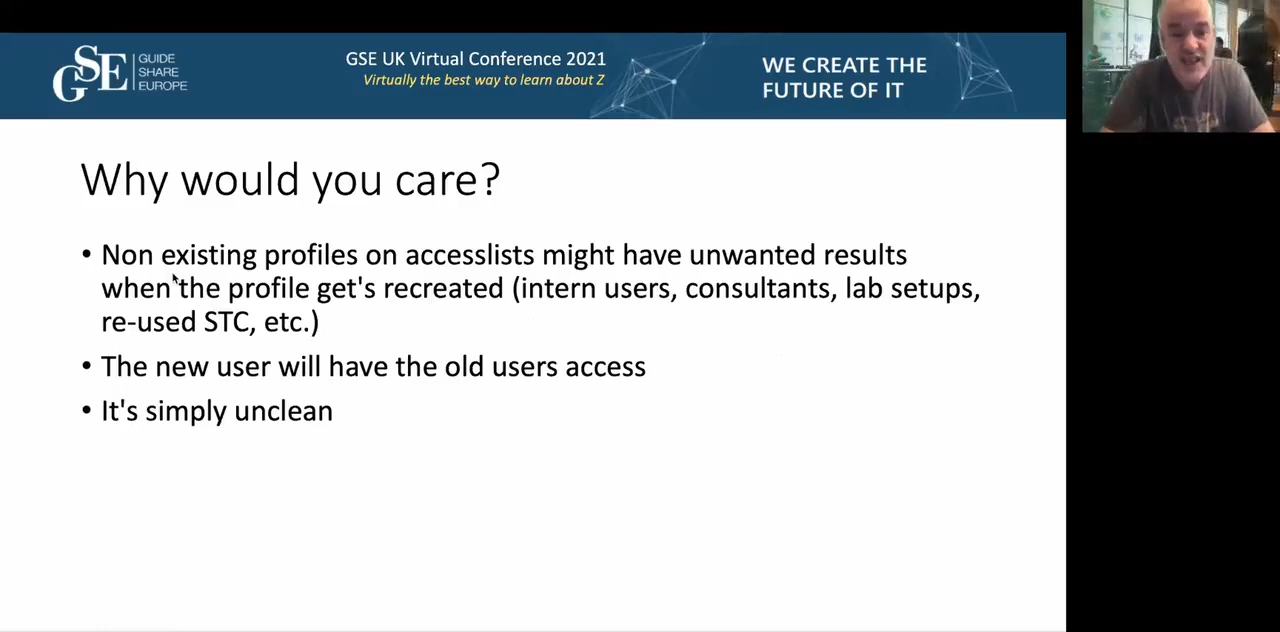 GSE
GUIDE
SHARE
EUROPE
GSE UK Virtual Conference 2021
Virtually the best way to learn about Z
WE CREATE THE
FUTURE OF IT
Why would you care?
• Non existing profiles on accesslists might have unwanted results
when the profile get's recreated (intern users, consultants, lab setups,
re-used STC, etc.)
• The new user will have the old users access
• It's simply unclean